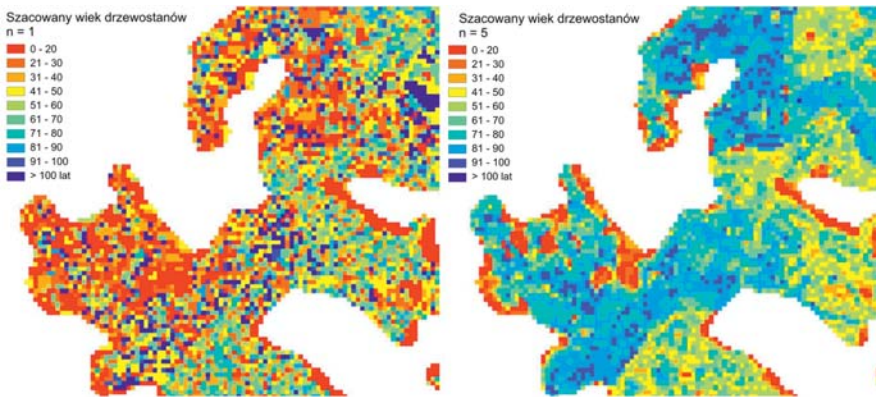 Szacowany wiek drzewostanów
n = 1
0 - 20
21 - 30
31 - 40
41 - 50
51 - 60
61 - 70
71 - 80
81 - 90
91 - 100
> 100 lat
Szacowany wiek drzewostanów
n = 5
0 - 20
21 - 30
31 - 40
41 - 50
51 - 60
61 - 70
71 - 80
81 - 90
91 - 100
> 100 lat